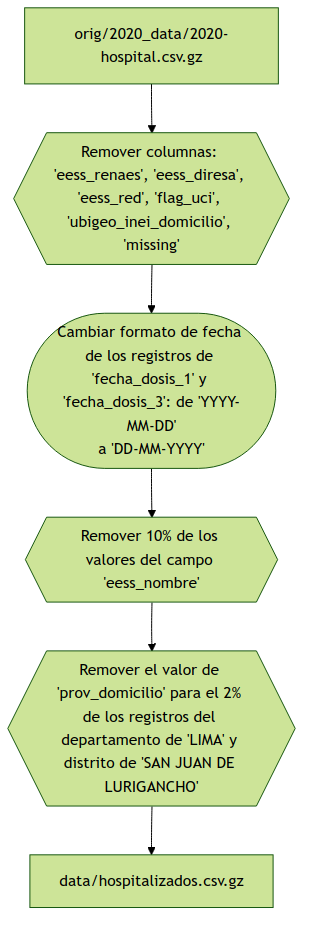 orig/2020_data/2020-
hospital.csv.gz
Remover columnas:
'eess_renaes', 'eess_diresa',
'eess_red', 'flag_uci',
'ubigeo_inei_domicilio',
'missing'
Cambiar formato de fecha
de los registros de
'fecha_dosis_1' y
'fecha_dosis_3': de 'YYYY-
MM-DD'
a 'DD-MM-YYYY'
Remover 10% de los
valores del campo
'eess_nombre'
Remover el valor de
'prov_domicilio' para el 2%
de los registros del
departamento de 'LIMA' y
distrito de 'SAN JUAN DE
LURIGANCHO'
data/hospitalizados.csv.gz